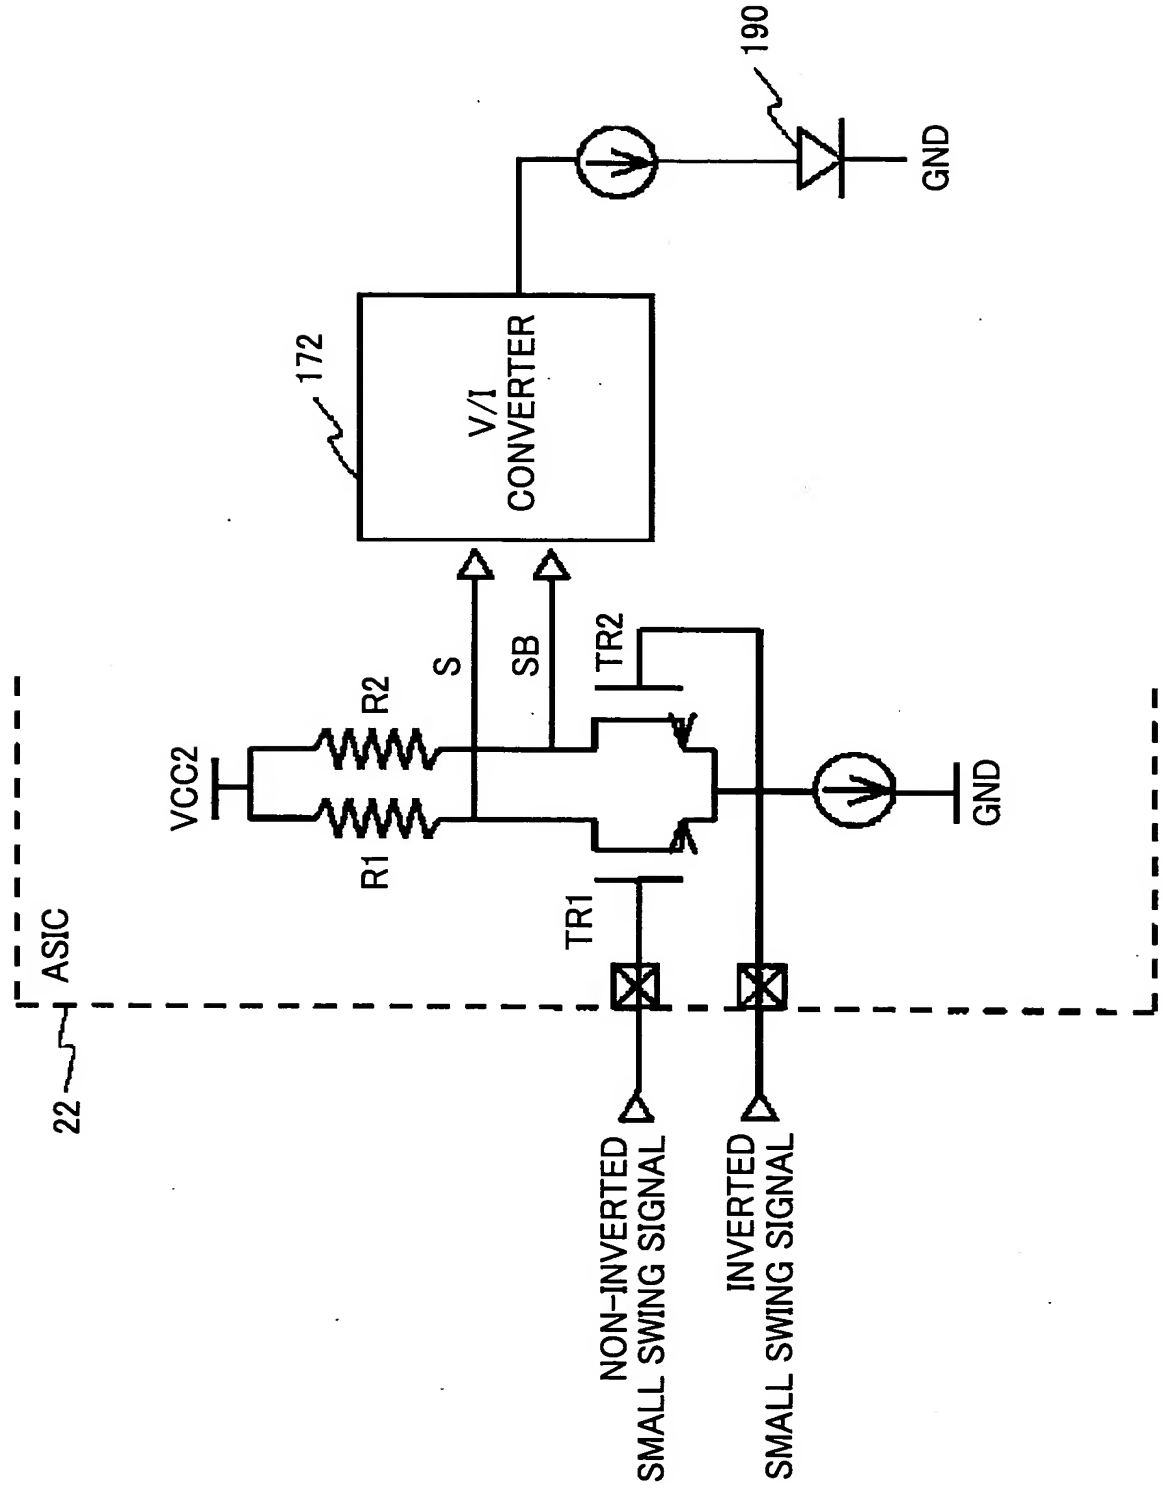 22
ASIC
VCC2
R1
R2
S
SB
TR1
TR2
172
V/I
CONVERTER
190
GND
GND
NON-INVERTED
SMALL SWING SIGNAL
INVERTED
SMALL SWING SIGNAL